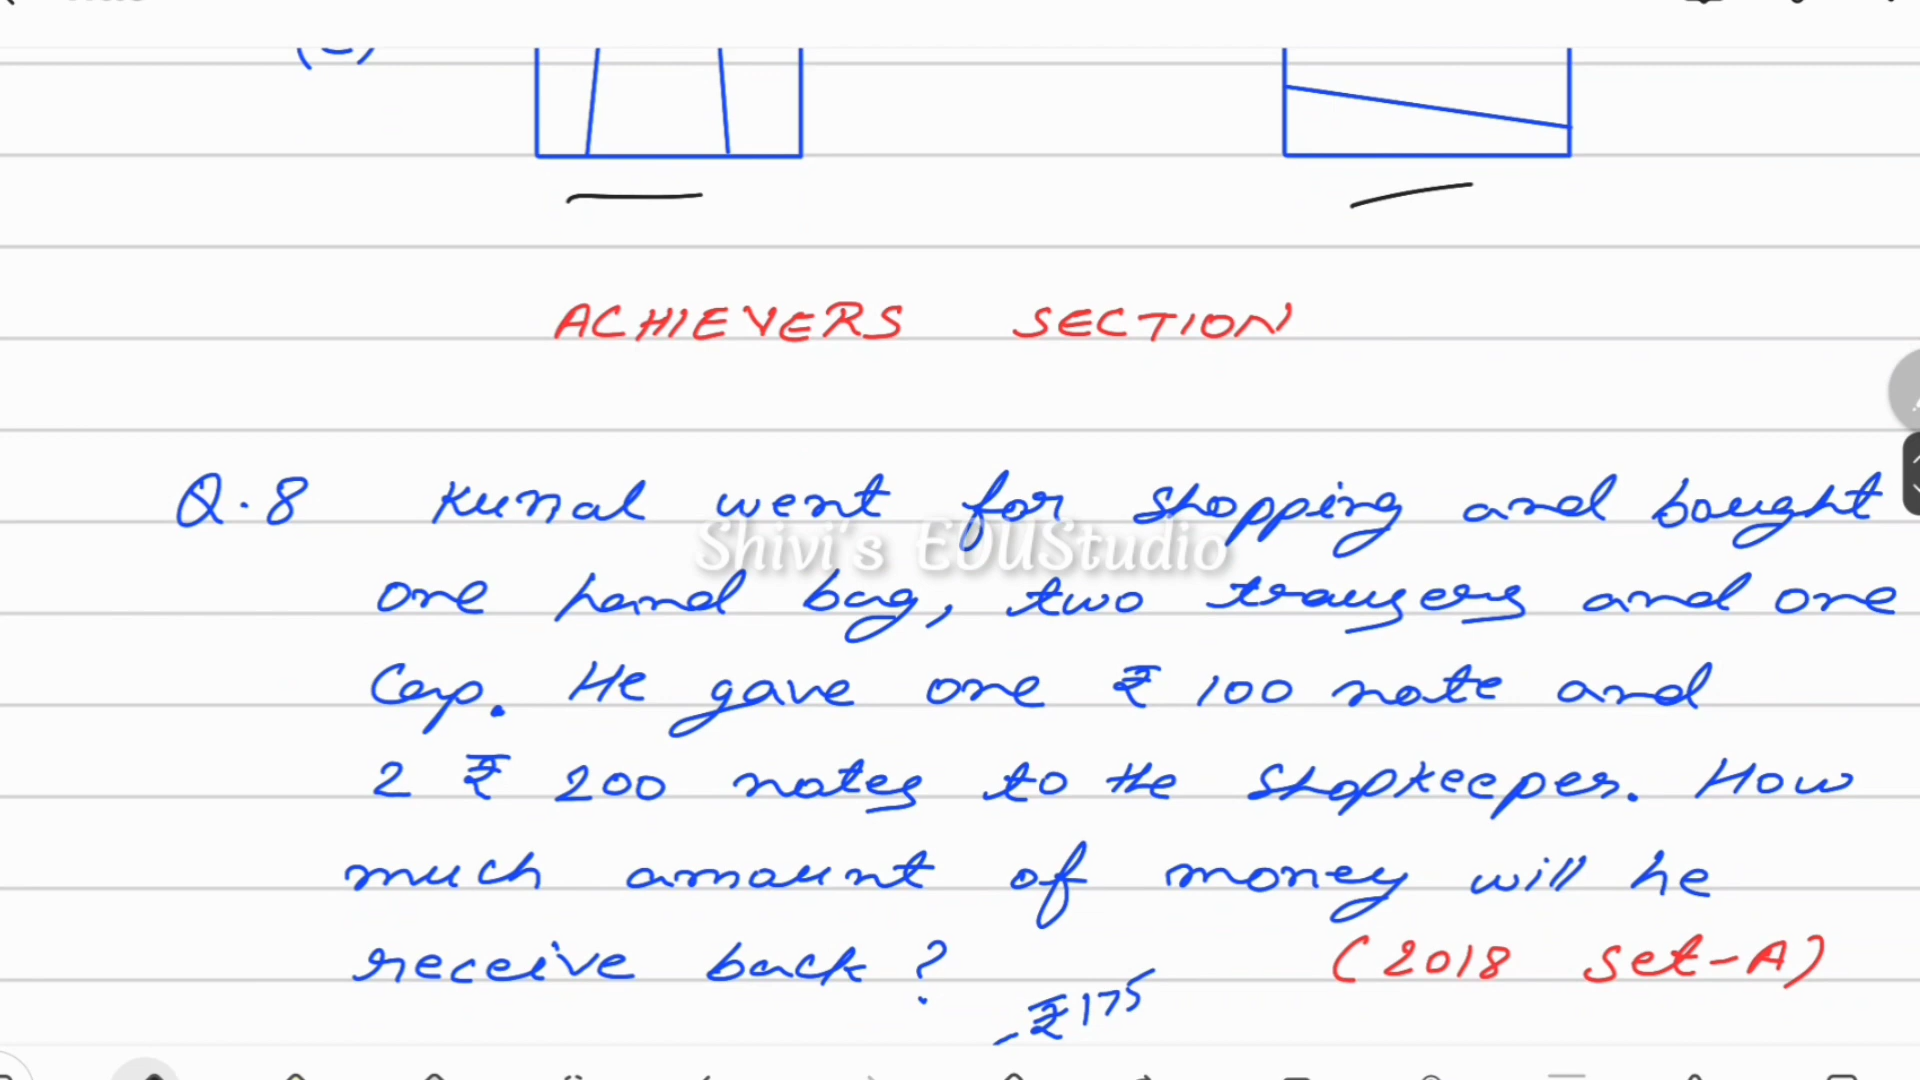 ACHIEVERS SECTION
Q.8 Kunal went for shopping and bought
Shivi's EDUStudio
one hand bag, two trousers and one
Cap. He gave one ₹ 100 note and
2 ₹ 200 notes to the shopkeeper. How
much amount of money will he
receive back ?
(2018 Set-A)
₹175